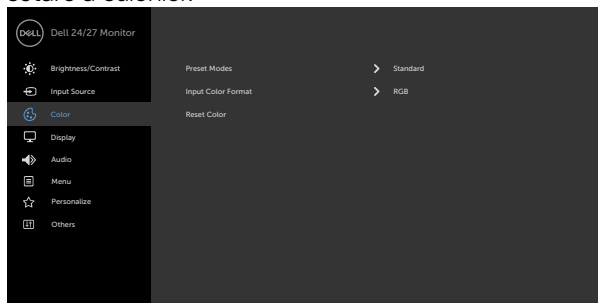 DELL Dell 24/27 Monitor
Brightness/Contrast Preset Modes Standard
Input Source Input Color Format RGB
Color Reset Color
Display
Audio
Menu
Personalize
Others